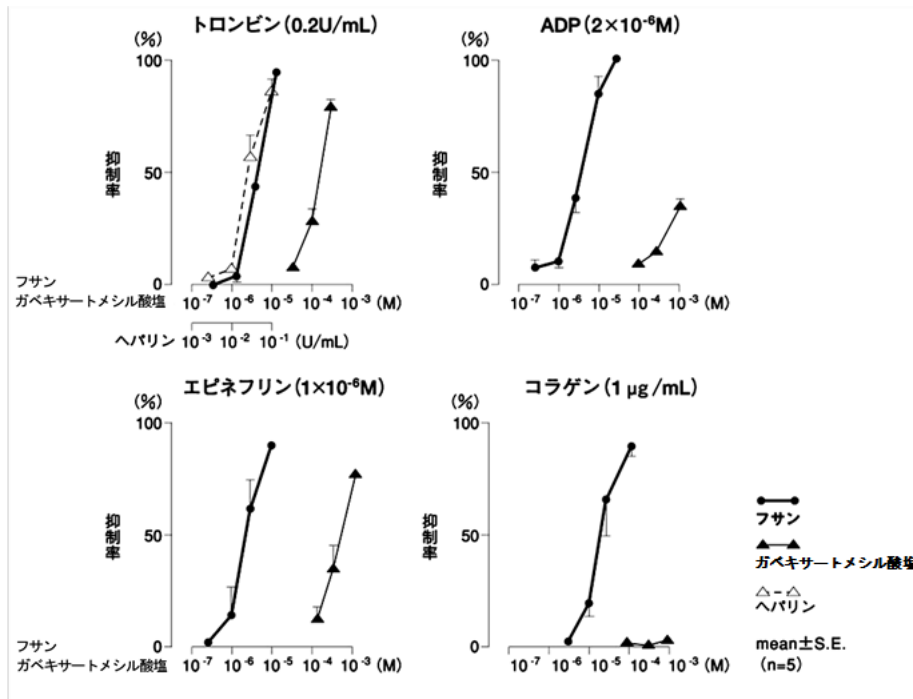 トロンビン(0.2U/mL)
(%)
100
50
0
抑制率
フサン
ガベキサートメシル酸塩
10⁻⁷ 10⁻⁶ 10⁻⁵ 10⁻⁴ 10⁻³ (M)
ヘパリン 10⁻³ 10⁻² 10⁻¹ (U/mL)
ADP(2×10⁻⁶M)
(%)
100
50
0
抑制率
10⁻⁷ 10⁻⁶ 10⁻⁵ 10⁻⁴ 10⁻³ (M)
エピネフリン(1×10⁻⁶M)
(%)
100
50
0
抑制率
フサン
ガベキサートメシル酸塩
10⁻⁷ 10⁻⁶ 10⁻⁵ 10⁻⁴ 10⁻³ (M)
コラゲン(1 μg/mL)
(%)
100
50
0
抑制率
10⁻⁷ 10⁻⁶ 10⁻⁵ 10⁻⁴ 10⁻³ (M)
フサン
ガベキサートメシル酸塩
ヘパリン
mean±S.E.
(n=5)